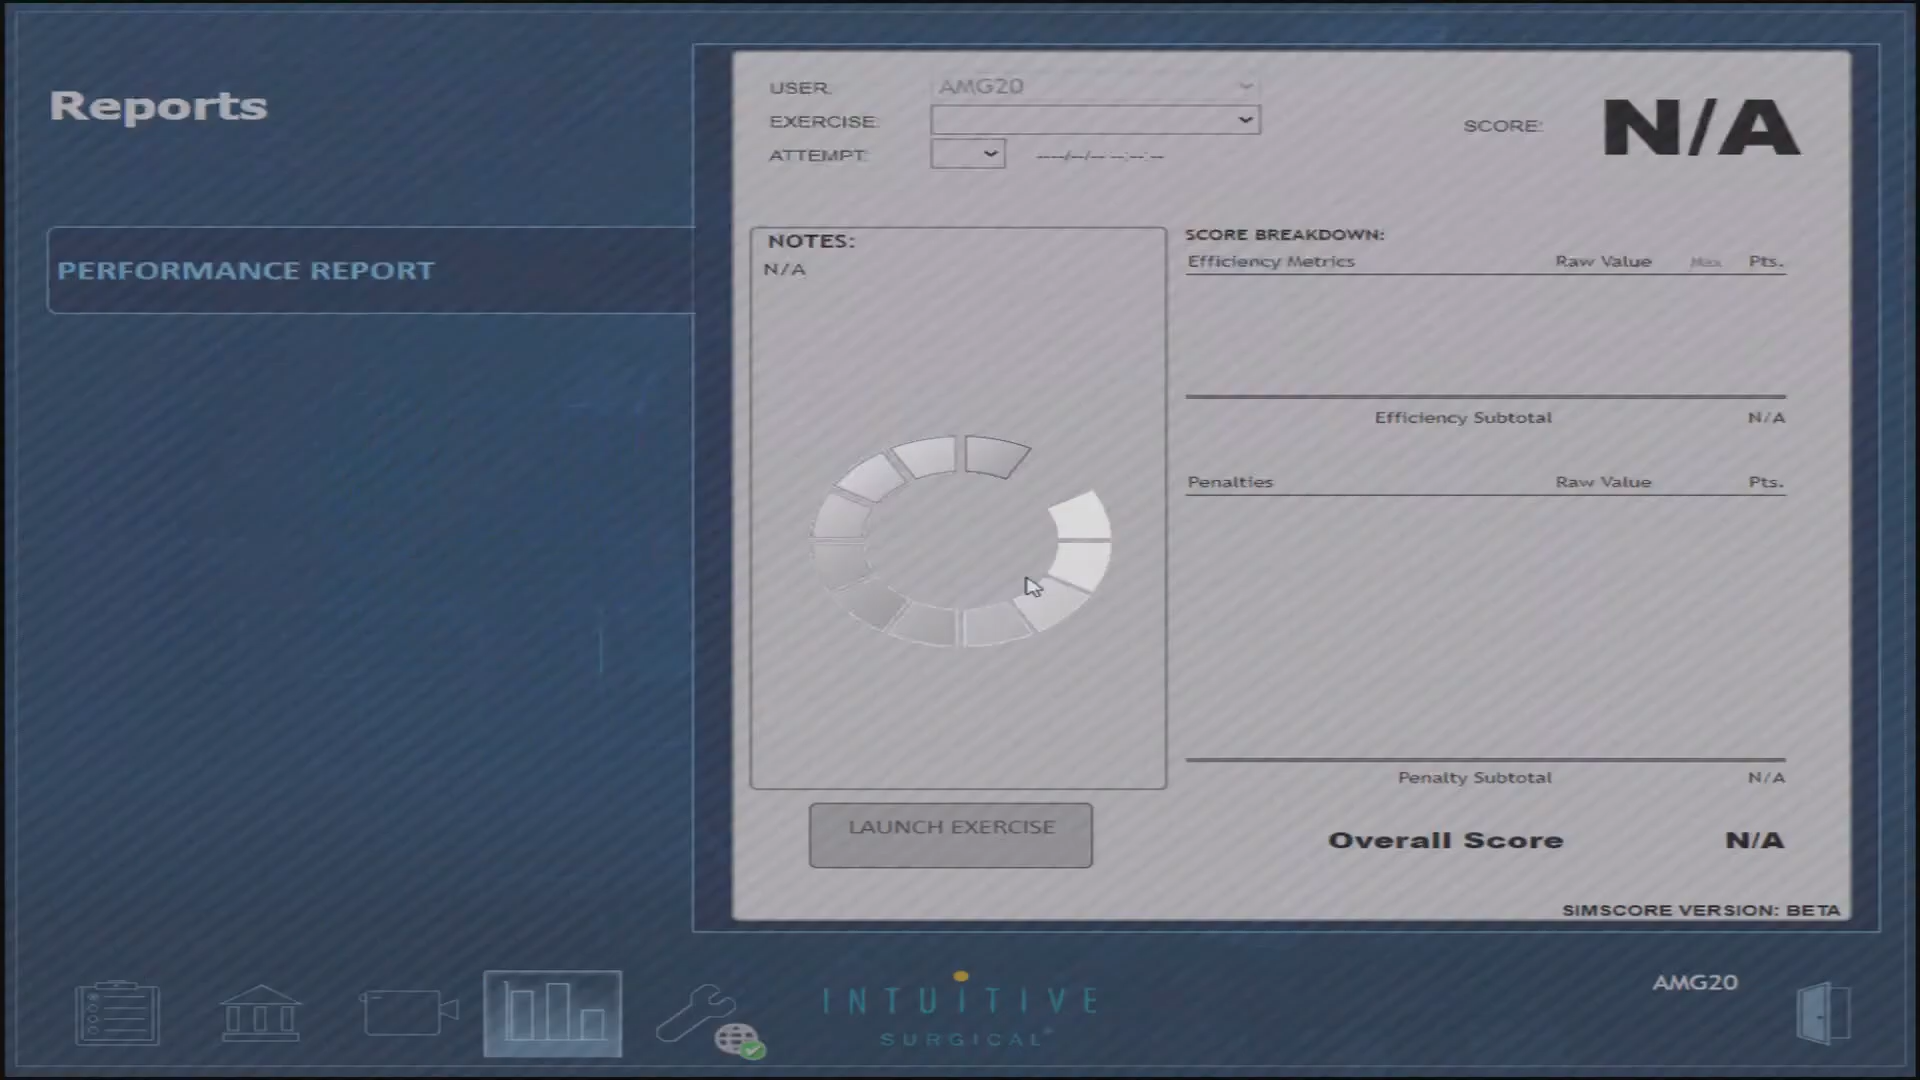 Reports
PERFORMANCE REPORT
USER: AMG20
EXERCISE:
ATTEMPT: ----/--/-- --:--:--
SCORE: N/A
NOTES:
N/A
SCORE BREAKDOWN:
Efficiency Metrics Raw Value Max Pts.
Efficiency Subtotal N/A
Penalties Raw Value Pts.
Penalty Subtotal N/A
LAUNCH EXERCISE
Overall Score N/A
SIMSCORE VERSION: BETA
INTUITIVE
SURGICAL
AMG20